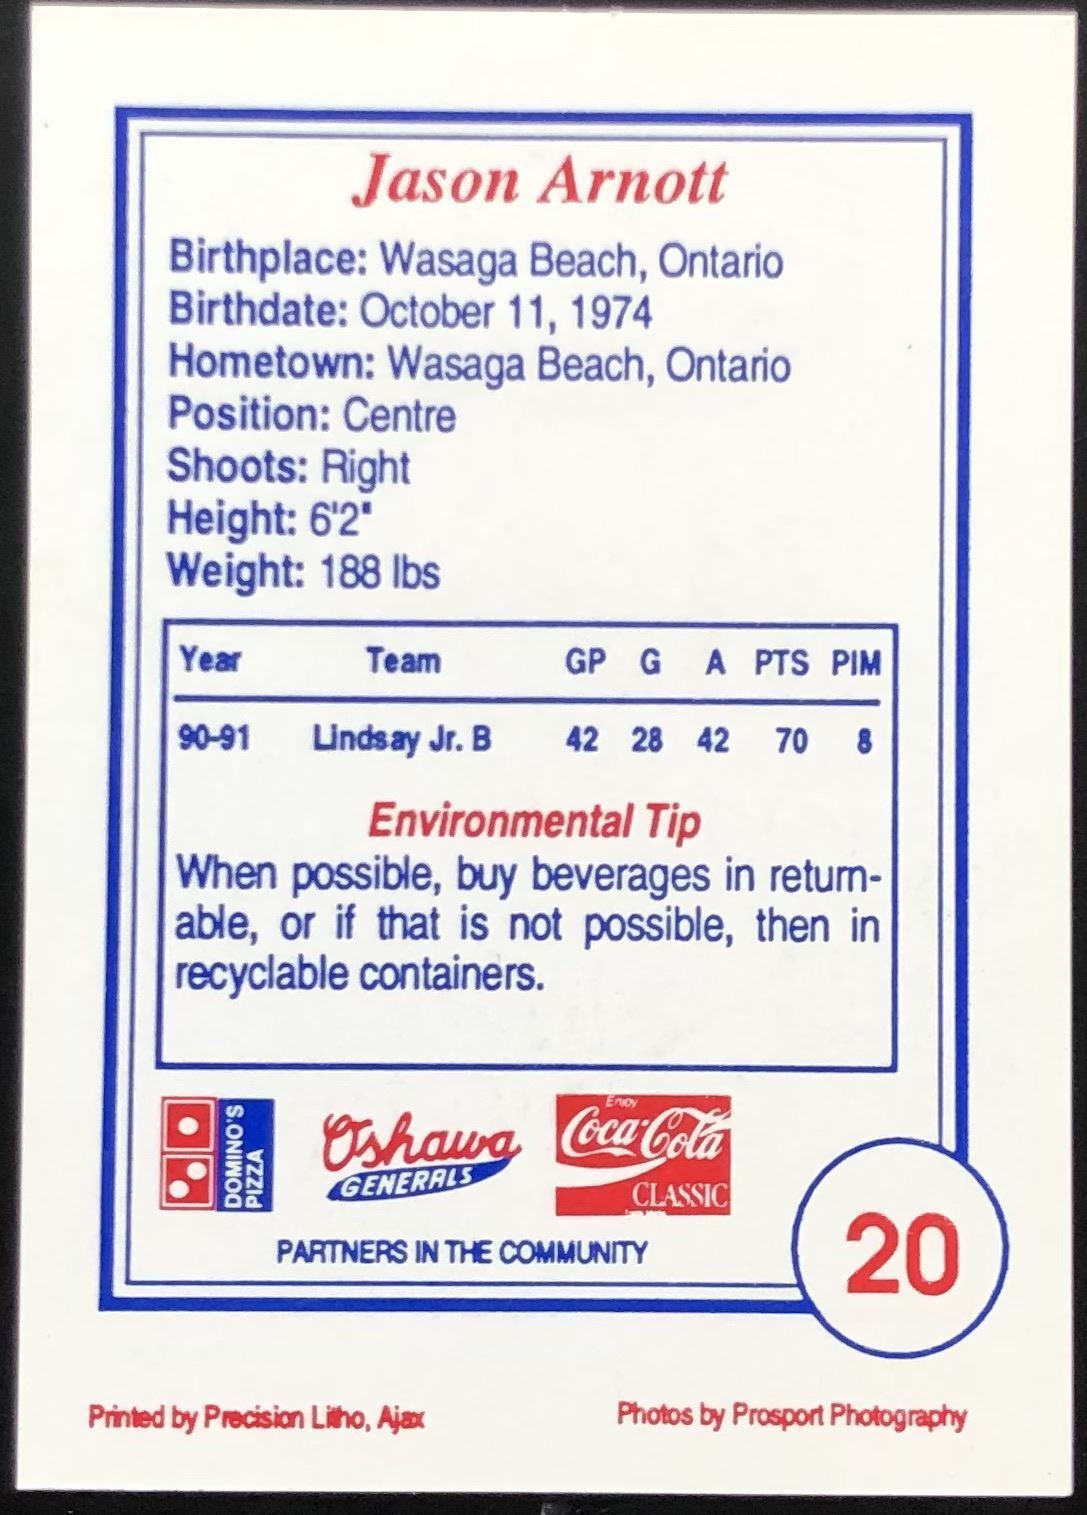 Jason Arnott
Birthplace: Wasaga Beach, Ontario
Birthdate: October 11, 1974
Hometown: Wasaga Beach, Ontario
Position: Centre
Shoots: Right
Height: 6'2"
Weight: 188 lbs
Year Team GP G A PTS PIM
90-91 Lindsay Jr. B 42 28 42 70 8
Environmental Tip
When possible, buy beverages in return-
able, or if that is not possible, then in
recyclable containers.
DOMINO'S
PIZZA
Oshawa
GENERALS
Enjoy
Coca-Cola
CLASSIC
PARTNERS IN THE COMMUNITY
20
Printed by Precision Litho, Ajax
Photos by Prosport Photography